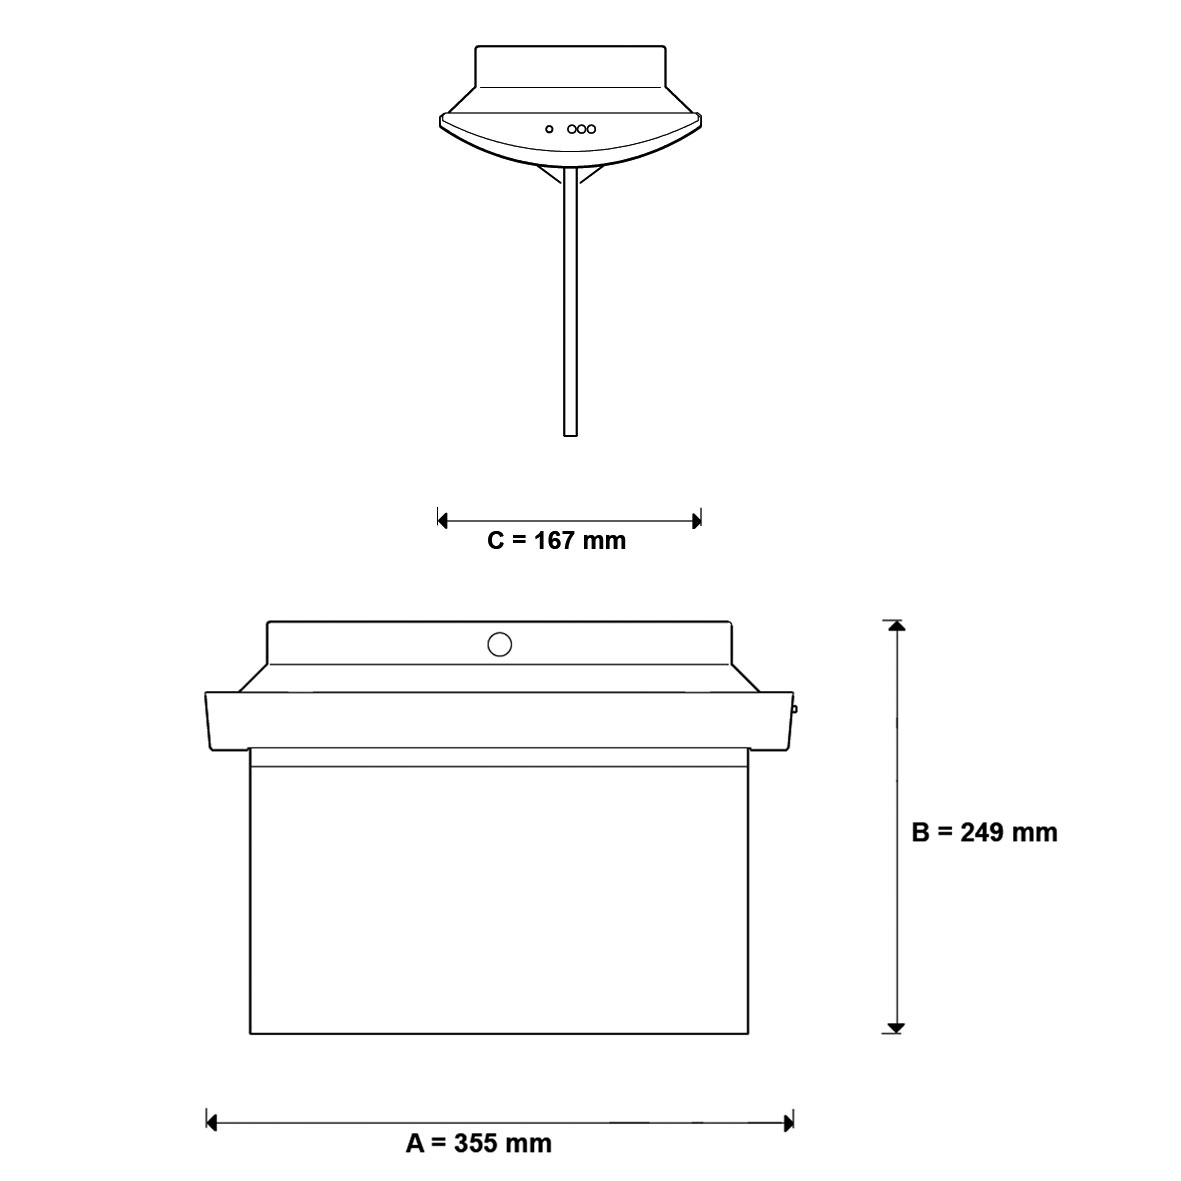 C = 167 mm
B = 249 mm
A = 355 mm